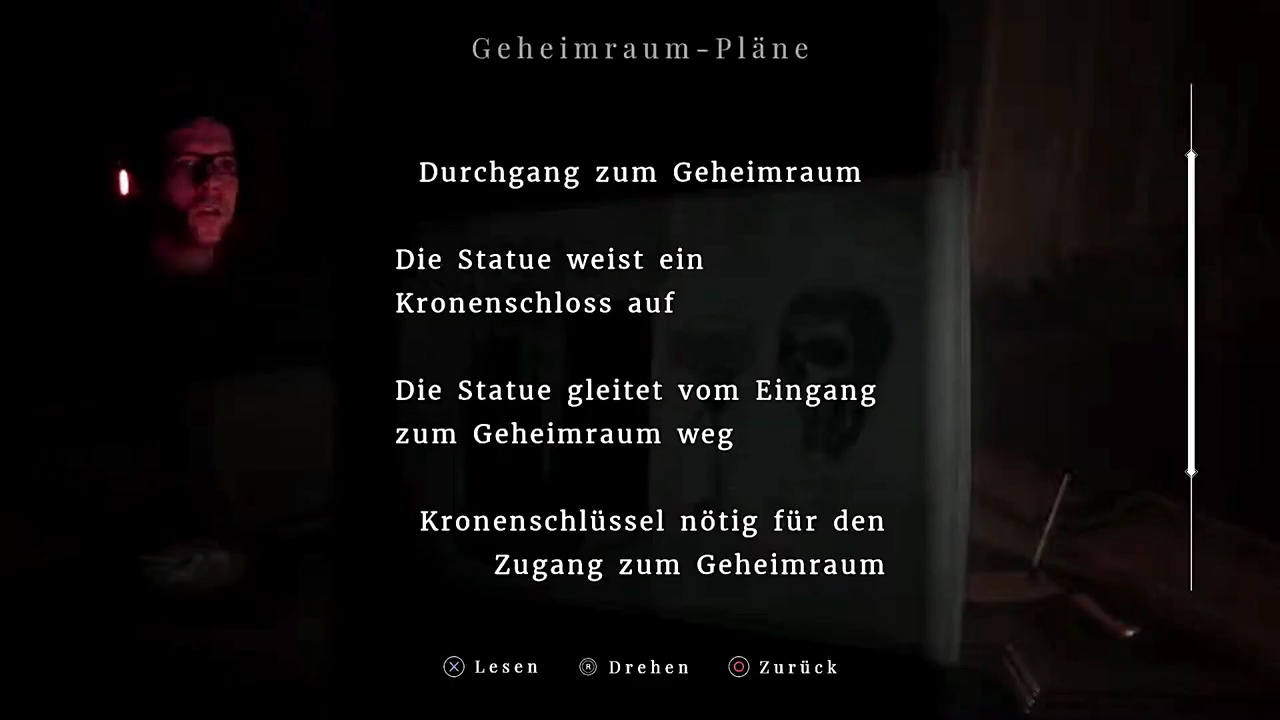 Geheimraum-Pläne
Durchgang zum Geheimraum
Die Statue weist ein
Kronenschloss auf
Die Statue gleitet vom Eingang
zum Geheimraum weg
Kronenschlüssel nötig für den
Zugang zum Geheimraum
Lesen R Drehen Zurück